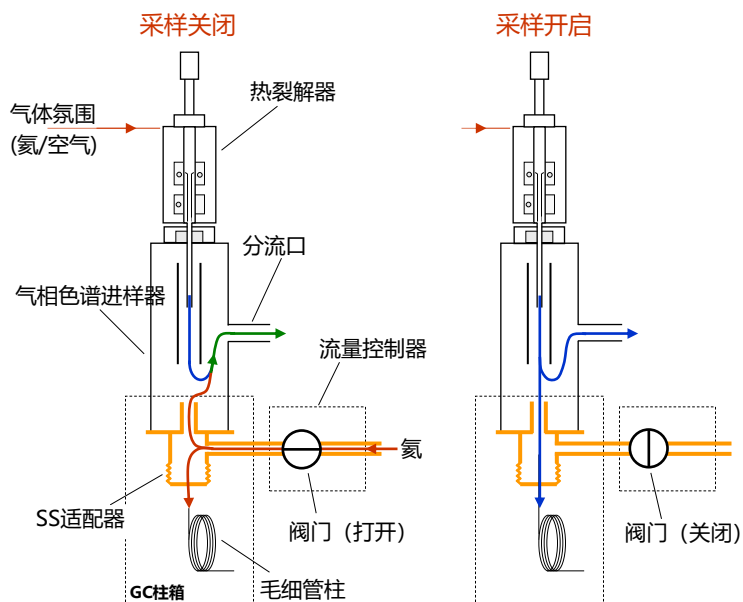 采样关闭
采样开启
热裂解器
气体氛围
(氦/空气)
分流口
气相色谱进样器
流量控制器
氦
SS适配器
阀门（打开）
阀门（关闭）
毛细管柱
GC柱箱